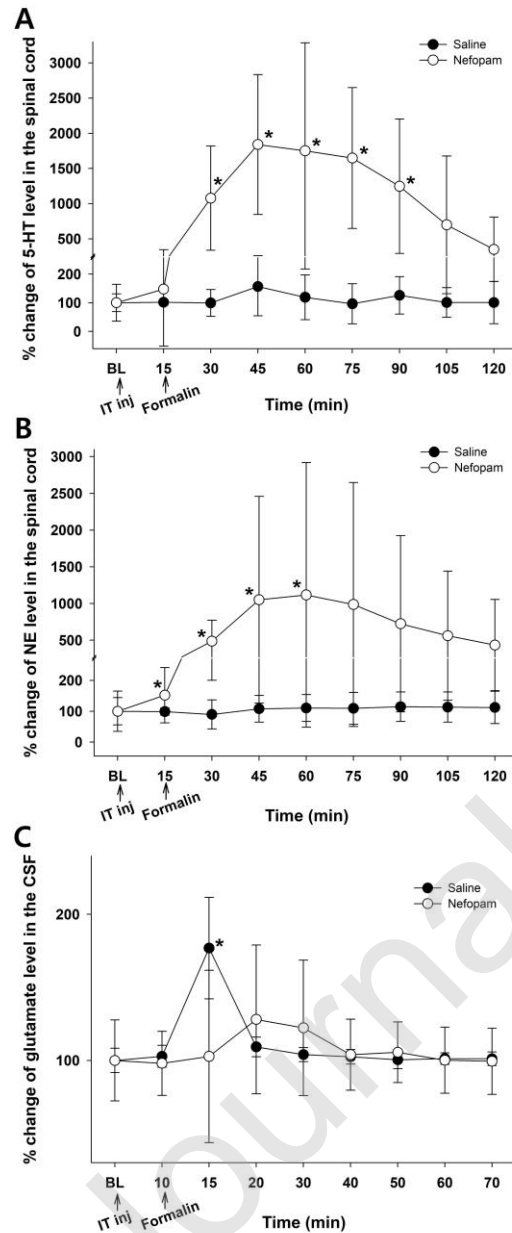 A
Saline
Nefopam
% change of 5-HT level in the spinal cord
3000
2500
2000
1500
1000
500
200
100
0
* * * * *
BL 15 30 45 60 75 90 105 120
IT inj Formalin
Time (min)
B
Saline
Nefopam
% change of NE level in the spinal cord
3000
2500
2000
1500
1000
500
200
100
0
* * * *
BL 15 30 45 60 75 90 105 120
IT inj Formalin
Time (min)
C
Saline
Nefopam
% change of glutamate level in the CSF
200
100
*
BL 10 15 20 30 40 50 60 70
IT inj Formalin
Time (min)
Journal